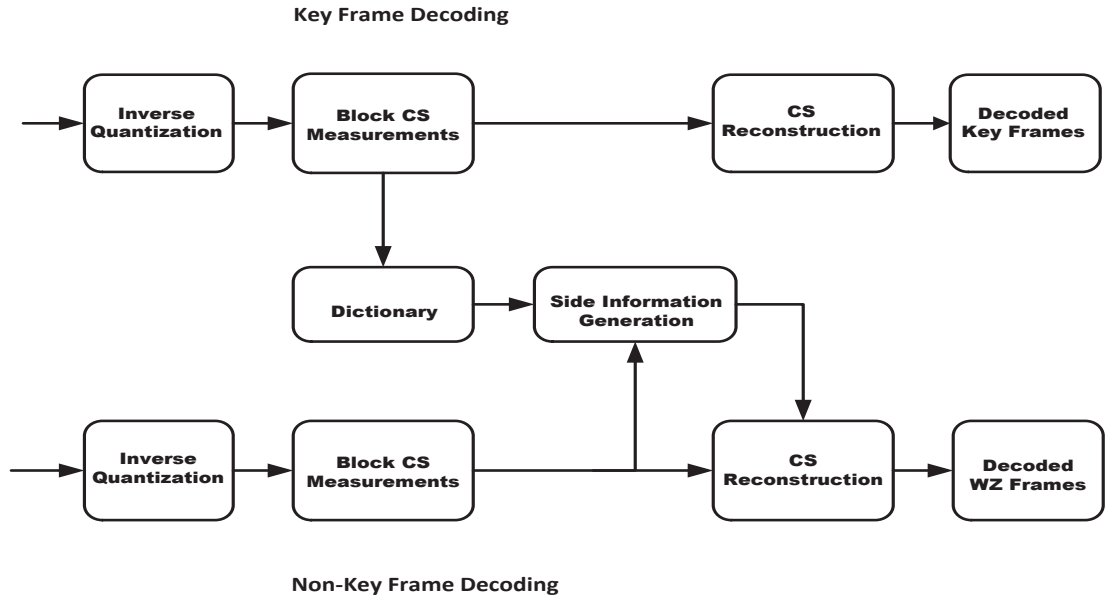 Key Frame Decoding
Inverse
Quantization
Block CS
Measurements
CS
Reconstruction
Decoded
Key Frames
Dictionary
Side Information
Generation
Inverse
Quantization
Block CS
Measurements
CS
Reconstruction
Decoded
WZ Frames
Non-Key Frame Decoding